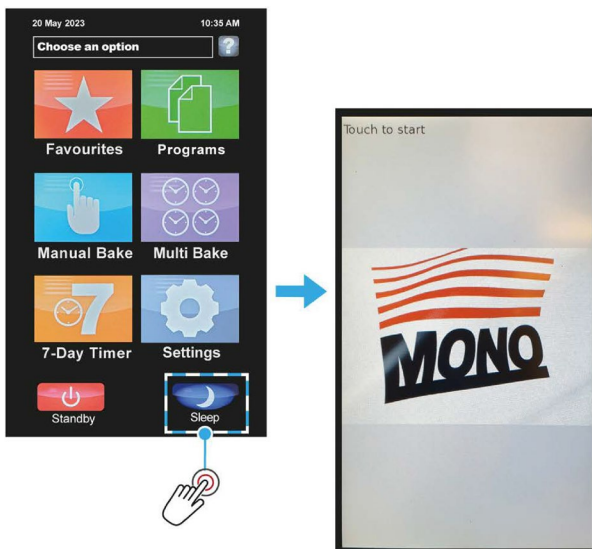 20 May 2023 10:35 AM
Choose an option ?
Favourites Programs
Manual Bake Multi Bake
7
7-Day Timer Settings
Standby Sleep
Touch to start
MONO